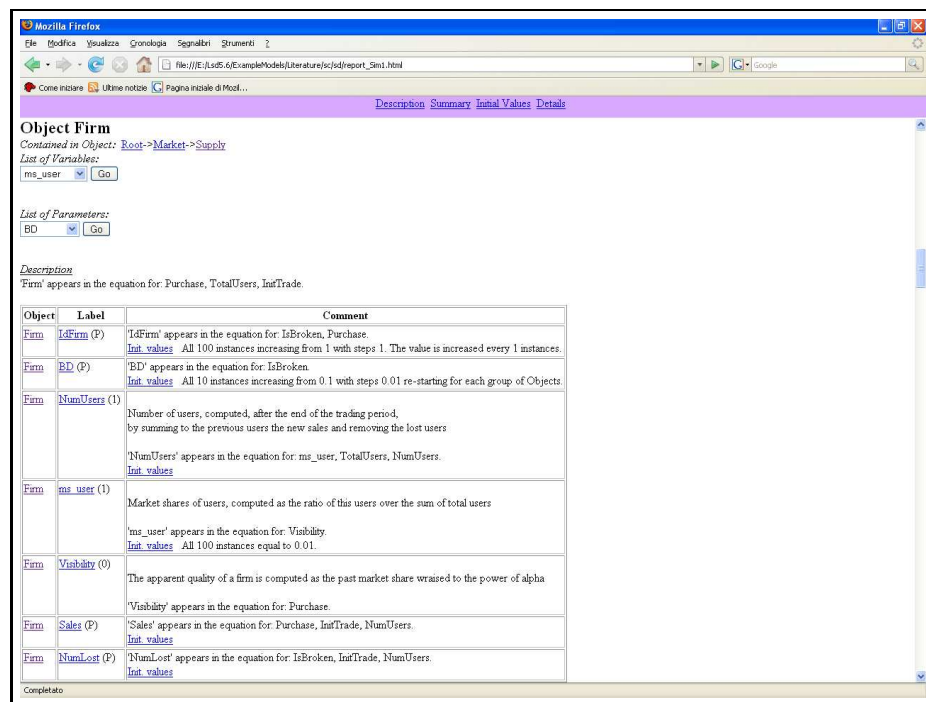 Mozilla Firefox
File Modifica Visualizza Cronologia Segnalibri Strumenti ?
file:///E:/Lsd5.6/ExampleModels/Literature/sc/sd/report_Sim1.html
Google
Come iniziare Ultime notizie Pagina iniziale di Mozil...
Description Summary Initial Values Details
Object Firm
Contained in Object: Root->Market->Supply
List of Variables:
ms_user Go
List of Parameters:
BD Go
Description
'Firm' appears in the equation for: Purchase, TotalUsers, InitTrade.
Object Label Comment
Firm IdFirm (P) 'IdFirm' appears in the equation for: IsBroken, Purchase.
Init. values All 100 instances increasing from 1 with steps 1. The value is increased every 1 instances.
Firm BD (P) 'BD' appears in the equation for: IsBroken.
Init. values All 10 instances increasing from 0.1 with steps 0.01 re-starting for each group of Objects.
Firm NumUsers (1)
Number of users, computed, after the end of the trading period,
by summing to the previous users the new sales and removing the lost users
'NumUsers' appears in the equation for: ms_user, TotalUsers, NumUsers.
Init. values
Firm ms_user (1)
Market shares of users, computed as the ratio of this users over the sum of total users
'ms_user' appears in the equation for: Visibility.
Init. values All 100 instances equal to 0.01.
Firm Visibility (0)
The apparent quality of a firm is computed as the past market share wraised to the power of alpha
'Visibility' appears in the equation for: Purchase.
Firm Sales (P) 'Sales' appears in the equation for: Purchase, InitTrade, NumUsers.
Init. values
Firm NumLost (P) 'NumLost' appears in the equation for: IsBroken, InitTrade, NumUsers.
Init. values
Completato